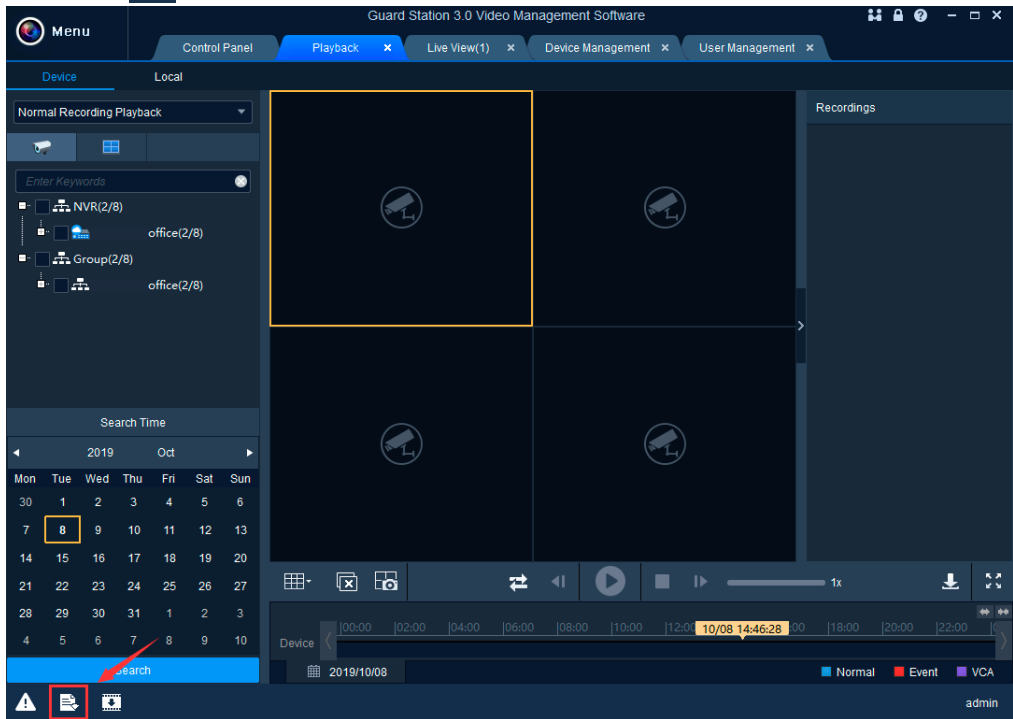 Guard Station 3.0 Video Management Software
Menu
Control Panel Playback Live View(1) Device Management User Management
Device Local
Normal Recording Playback
Enter Keywords
NVR(2/8)
office(2/8)
Group(2/8)
office(2/8)
Recordings
Search Time
2019 Oct
Mon Tue Wed Thu Fri Sat Sun
30 1 2 3 4 5 6
7 8 9 10 11 12 13
14 15 16 17 18 19 20
21 22 23 24 25 26 27
28 29 30 31 1 2 3
4 5 6 7 8 9 10
Search
1x
00:00 02:00 04:00 06:00 08:00 10:00 12:00 10/08 14:46:28 :00 18:00 20:00 22:00
Device
2019/10/08
Normal Event VCA
admin